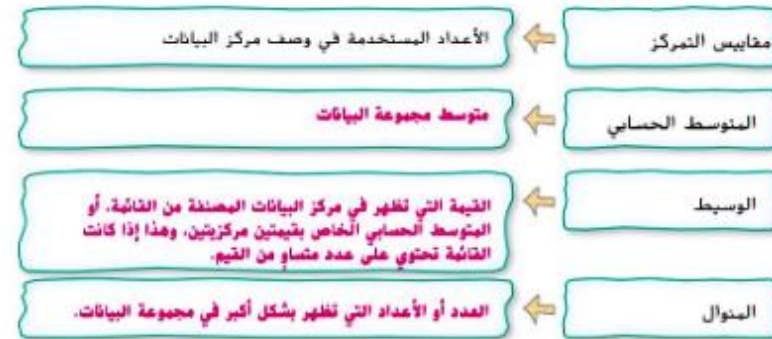 مقاييس التمركز
الأعداد المستخدمة في وصف مركز البيانات
المتوسط الحسابي
متوسط مجموعة البيانات
الوسيط
القيمة التي تظهر في مركز البيانات المصنفة من القائمة، أو
المتوسط الحسابي الخاص بقيمتين مركزيتين، وهذا إذا كانت
القائمة تحتوي على عدد متساوٍ من القيم.
المنوال
العدد أو الأعداد التي تظهر بشكل أكبر في مجموعة البيانات.